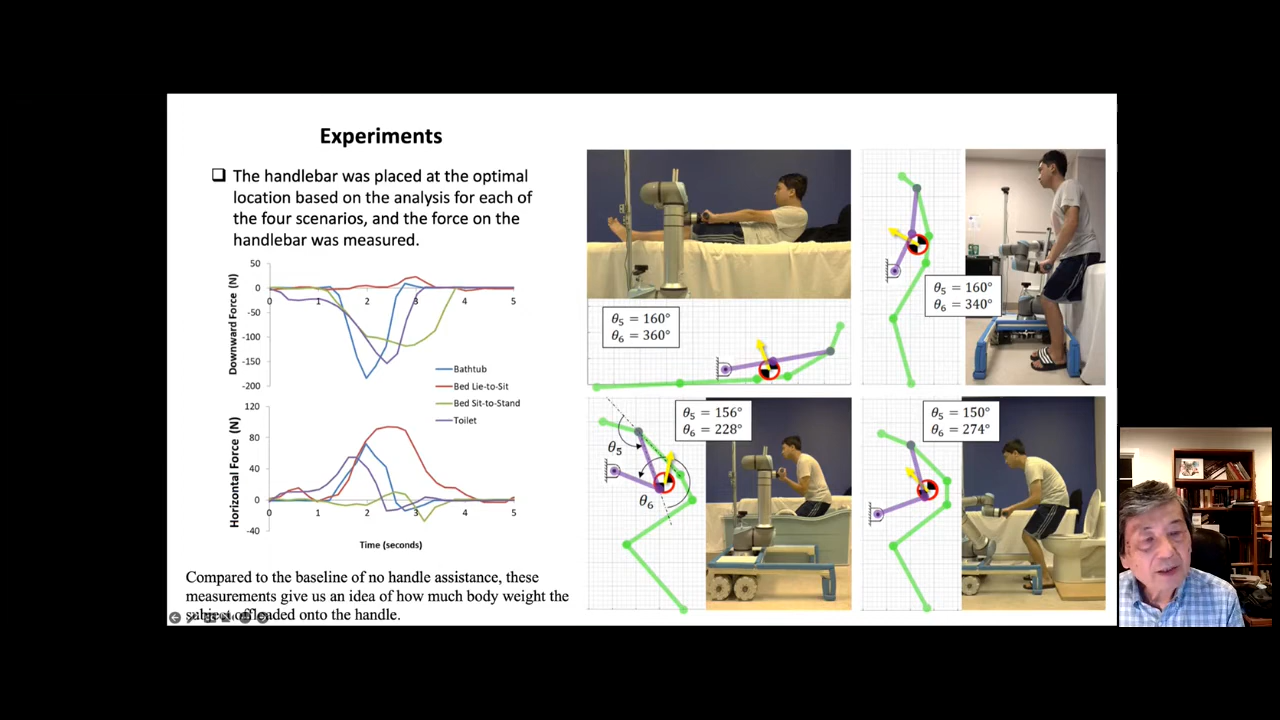 Experiments
❑ The handlebar was placed at the optimal
location based on the analysis for each of
the four scenarios, and the force on the
handlebar was measured.
Downward Force (N)
50
0
-50
-100
-150
-200
0 1 2 3 4 5
Bathtub
Bed Lie-to-Sit
Bed Sit-to-Stand
Toilet
Horizontal Force (N)
120
80
40
0
-40
0 1 2 3 4 5
Time (seconds)
Compared to the baseline of no handle assistance, these
measurements give us an idea of how much body weight the
subject offloaded onto the handle.
θ5 = 160°
θ6 = 360°
θ5 = 160°
θ6 = 340°
θ5 = 156°
θ6 = 228°
θ5
θ6
θ5 = 150°
θ6 = 274°